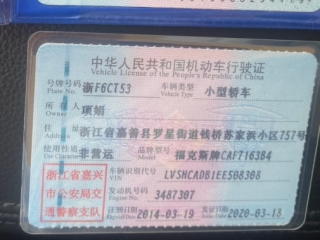 中华人民共和国机动车行驶证
Vehicle License of the People's Republic of China
号牌号码 浙F6CT53 车辆类型 小型轿车
Plate No. Vehicle Type
所有人 项娟
Owner
住址 浙江省嘉善县罗星街道钱桥苏家浜小区757号
使用性质 非营运 品牌型号 福克斯牌CAF7163B4
Use Character
浙江省嘉兴市公安局交通警察支队
车辆识别代号 LVSHCADB1EE508308
VIN
发动机号码 3487307
注册日期 2014-03-19 发证日期 2020-03-18